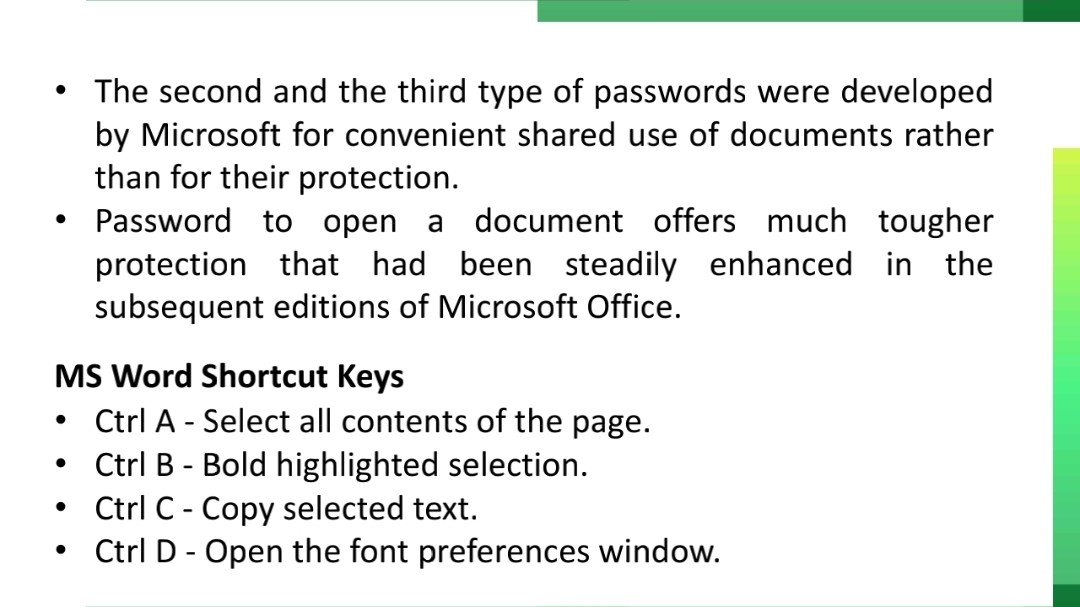 • The second and the third type of passwords were developed
by Microsoft for convenient shared use of documents rather
than for their protection.
• Password to open a document offers much tougher
protection that had been steadily enhanced in the
subsequent editions of Microsoft Office.
MS Word Shortcut Keys
• Ctrl A - Select all contents of the page.
• Ctrl B - Bold highlighted selection.
• Ctrl C - Copy selected text.
• Ctrl D - Open the font preferences window.